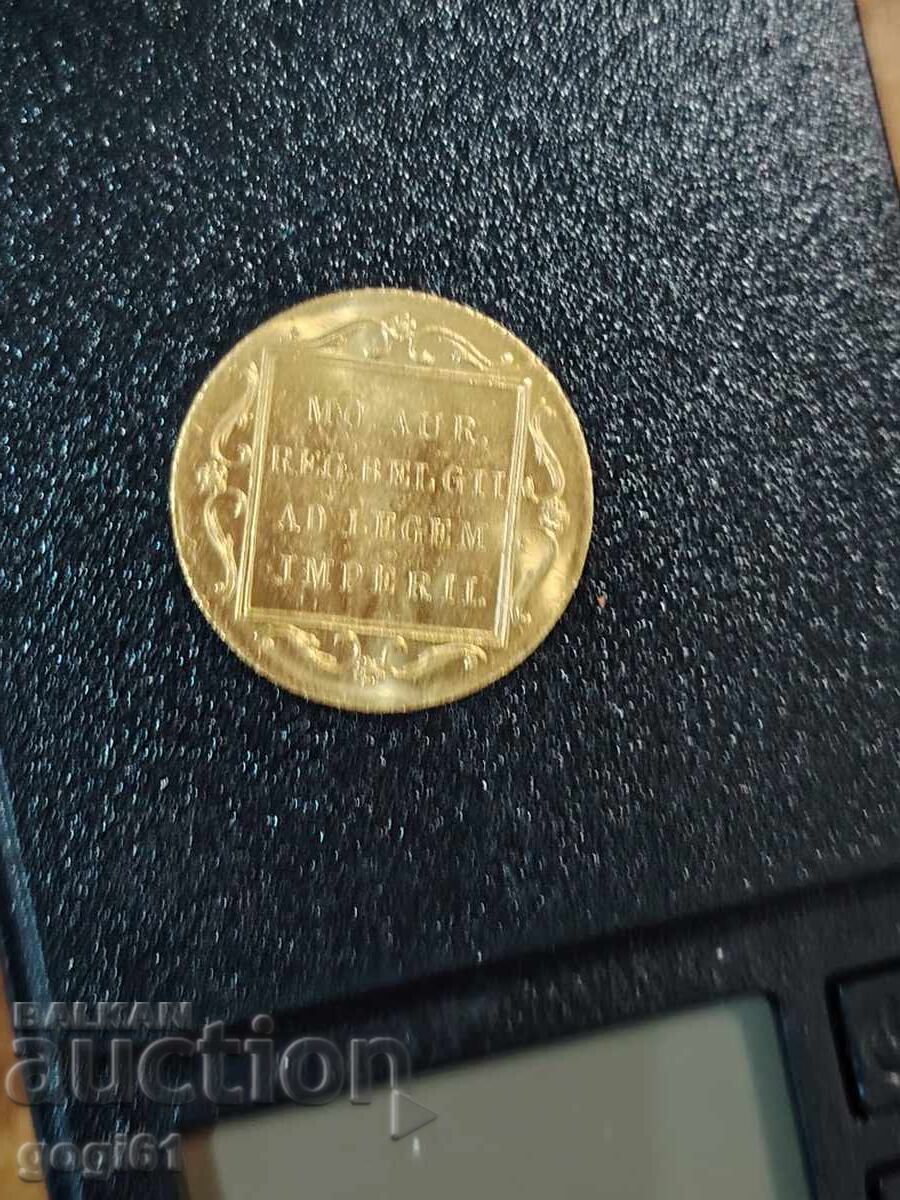 MO AUR.
REG.BELGII
AD LEGEM
IMPERII.
BALKAN
auction
gogi61